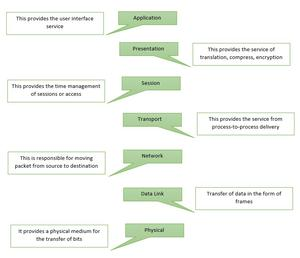 Application
This provides the user interface
service
Presentation
This provides the service of
translation, compress, encryption
Session
This provides the time management
of sessions or access
Transport
This provides the service from
process-to-process delivery
Network
This is responsible for moving
packet from source to destination
Data Link
Transfer of data in the form of
frames
Physical
It provides a physical medium for
the transfer of bits